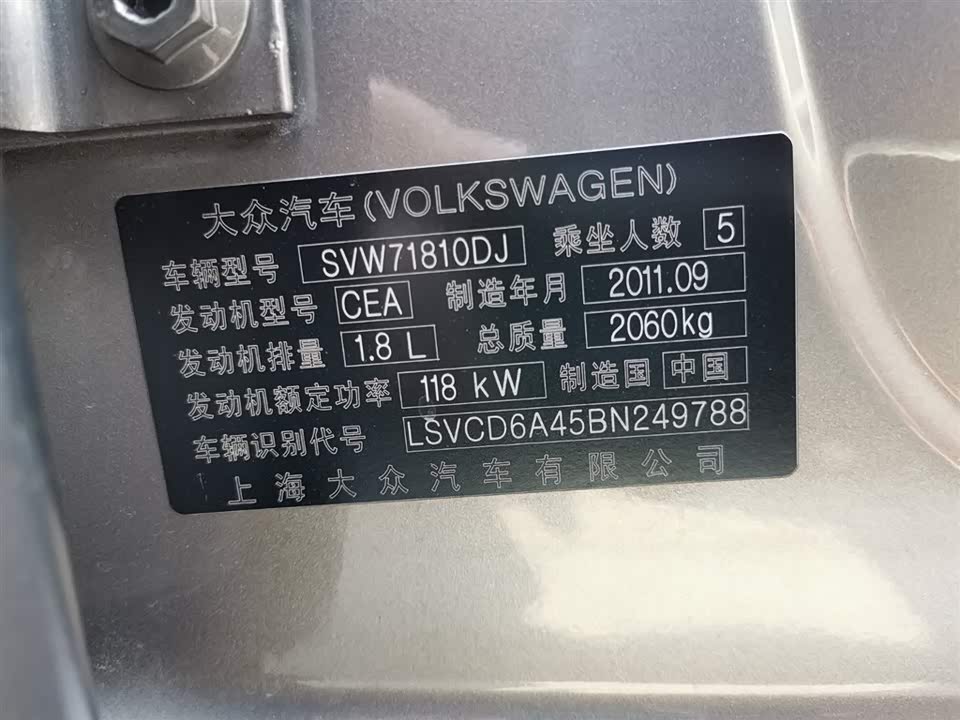 大众汽车(VOLKSWAGEN)
车辆型号 SVW71810DJ 乘坐人数 5
发动机型号 CEA 制造年月 2011.09
发动机排量 1.8 L 总质量 2060kg
发动机额定功率 118 kW 制造国 中国
车辆识别代号 LSVCD6A45BN249788
上海大众汽车有限公司